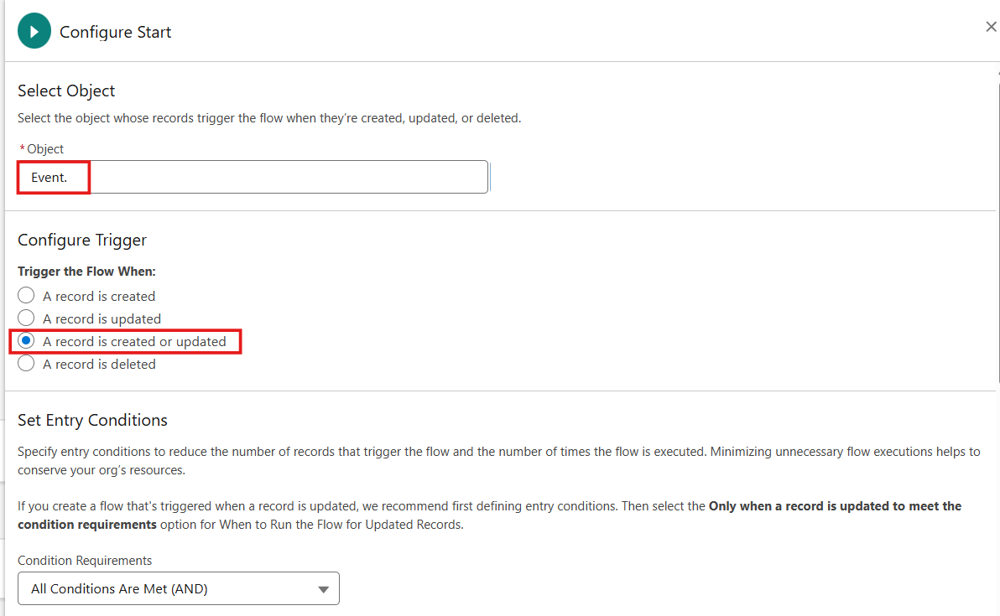 Configure Start
Select Object
Select the object whose records trigger the flow when they’re created, updated, or deleted.
*Object
Event.
Configure Trigger
Trigger the Flow When:
A record is created
A record is updated
A record is created or updated
A record is deleted
Set Entry Conditions
Specify entry conditions to reduce the number of records that trigger the flow and the number of times the flow is executed. Minimizing unnecessary flow executions helps to
conserve your org’s resources.
If you create a flow that's triggered when a record is updated, we recommend first defining entry conditions. Then select the Only when a record is updated to meet the
condition requirements option for When to Run the Flow for Updated Records.
Condition Requirements
All Conditions Are Met (AND)